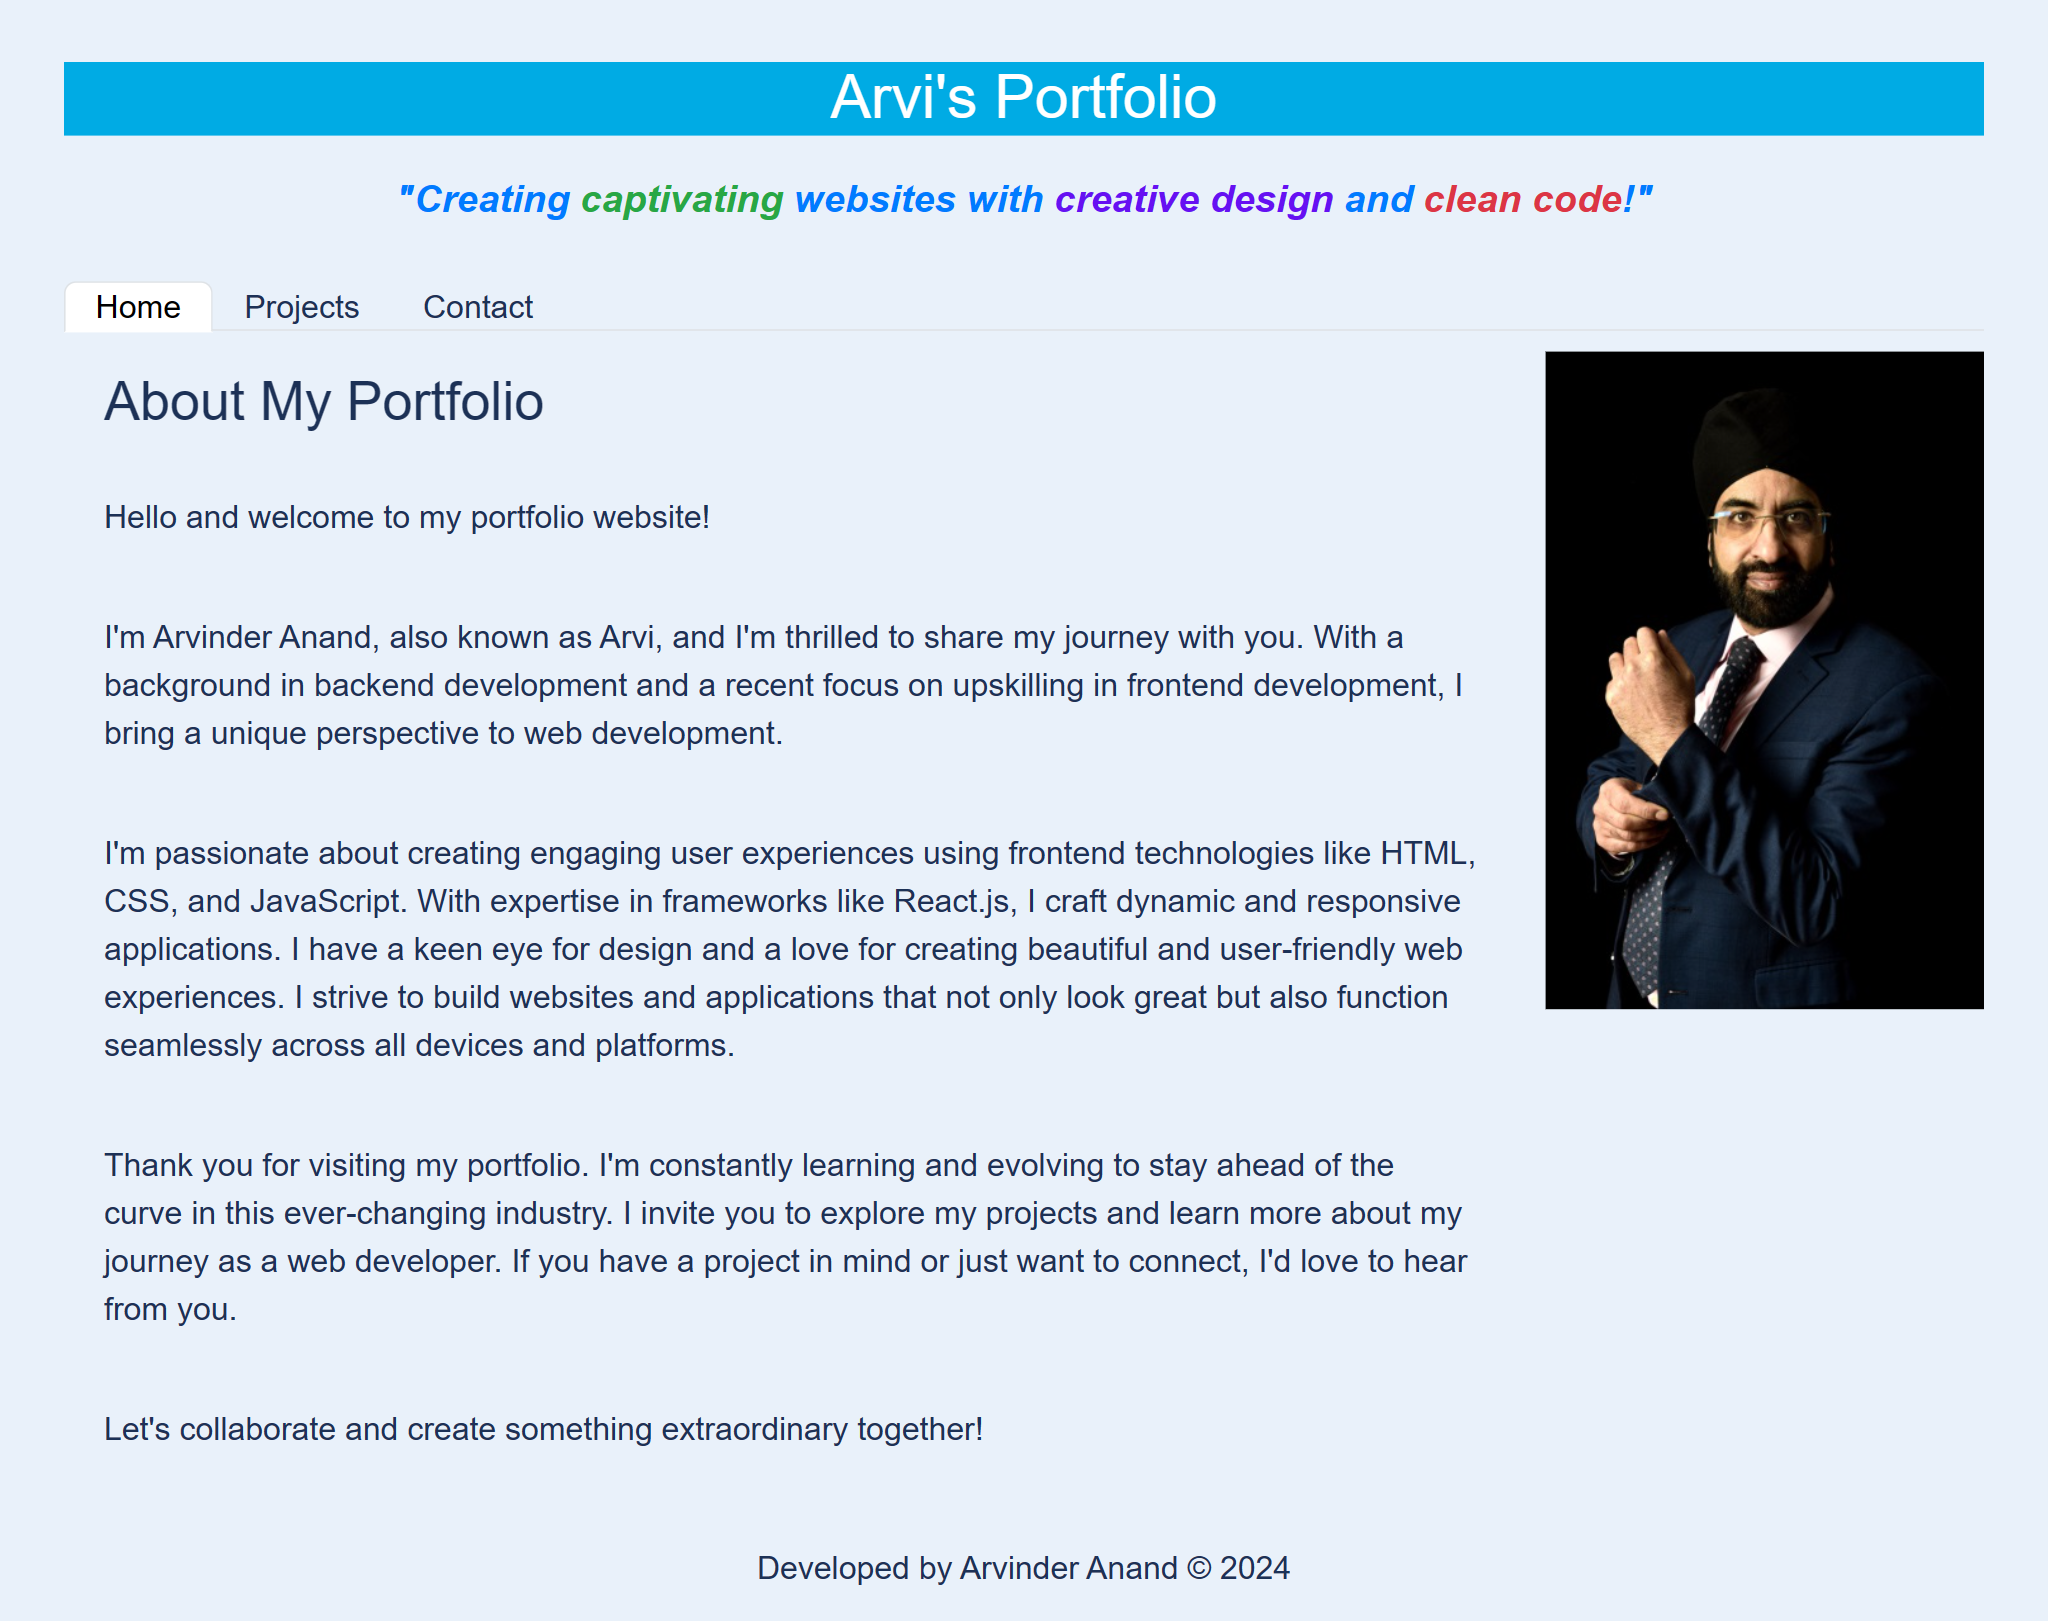 Arvi's Portfolio
"Creating captivating websites with creative design and clean code!"
Home Projects Contact
About My Portfolio
Hello and welcome to my portfolio website!
I'm Arvinder Anand, also known as Arvi, and I'm thrilled to share my journey with you. With a
background in backend development and a recent focus on upskilling in frontend development, I
bring a unique perspective to web development.
I'm passionate about creating engaging user experiences using frontend technologies like HTML,
CSS, and JavaScript. With expertise in frameworks like React.js, I craft dynamic and responsive
applications. I have a keen eye for design and a love for creating beautiful and user-friendly web
experiences. I strive to build websites and applications that not only look great but also function
seamlessly across all devices and platforms.
Thank you for visiting my portfolio. I'm constantly learning and evolving to stay ahead of the
curve in this ever-changing industry. I invite you to explore my projects and learn more about my
journey as a web developer. If you have a project in mind or just want to connect, I'd love to hear
from you.
Let's collaborate and create something extraordinary together!
Developed by Arvinder Anand © 2024